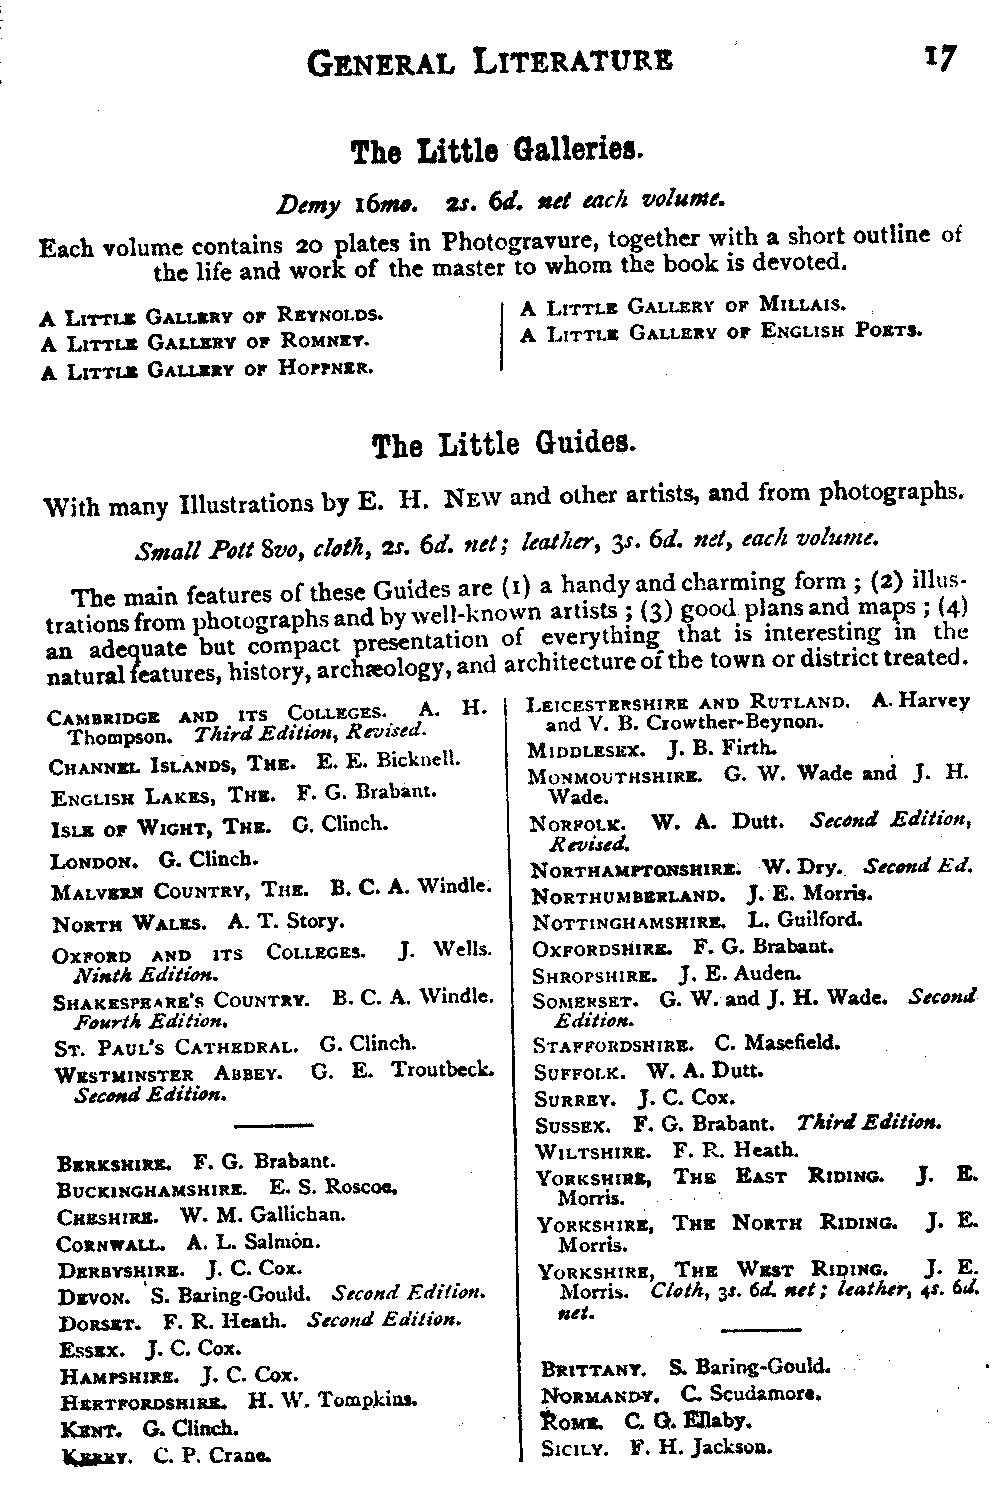 GENERAL LITERATURE 17
The Little Galleries.
Demy 16mo. 2s. 6d. net each volume.
Each volume contains 20 plates in Photogravure, together with a short outline of
the life and work of the master to whom the book is devoted.
A LITTLE GALLERY OF REYNOLDS.
A LITTLE GALLERY OF ROMNEY.
A LITTLE GALLERY OF HOPPNER.
A LITTLE GALLERY OF MILLAIS.
A LITTLE GALLERY OF ENGLISH POETS.
The Little Guides.
With many Illustrations by E. H. NEW and other artists, and from photographs.
Small Pott 8vo, cloth, 2s. 6d. net; leather, 3s. 6d. net, each volume.
The main features of these Guides are (1) a handy and charming form ; (2) illus-
trations from photographs and by well-known artists ; (3) good plans and maps ; (4)
an adequate but compact presentation of everything that is interesting in the
natural features, history, archæology, and architecture of the town or district treated.
CAMBRIDGE AND ITS COLLEGES. A. H.
Thompson. Third Edition, Revised.
CHANNEL ISLANDS, THE. E. E. Bicknell.
ENGLISH LAKES, THE. F. G. Brabant.
ISLE OF WIGHT, THE. G. Clinch.
LONDON. G. Clinch.
MALVERN COUNTRY, THE. B. C. A. Windle.
NORTH WALES. A. T. Story.
OXFORD AND ITS COLLEGES. J. Wells.
Ninth Edition.
SHAKESPEARE'S COUNTRY. B. C. A. Windle.
Fourth Edition.
ST. PAUL'S CATHEDRAL. G. Clinch.
WESTMINSTER ABBEY. G. E. Troutbeck.
Second Edition.
BERKSHIRE. F. G. Brabant.
BUCKINGHAMSHIRE. E. S. Roscoe.
CHESHIRE. W. M. Gallichan.
CORNWALL. A. L. Salmon.
DERBYSHIRE. J. C. Cox.
DEVON. S. Baring-Gould. Second Edition.
DORSET. F. R. Heath. Second Edition.
ESSEX. J. C. Cox.
HAMPSHIRE. J. C. Cox.
HERTFORDSHIRE. H. W. Tompkins.
KENT. G. Clinch.
KERRY. C. P. Crane.
LEICESTERSHIRE AND RUTLAND. A. Harvey
and V. B. Crowther-Beynon.
MIDDLESEX. J. B. Firth.
MONMOUTHSHIRE. G. W. Wade and J. H.
Wade.
NORFOLK. W. A. Dutt. Second Edition,
Revised.
NORTHAMPTONSHIRE. W. Dry. Second Ed.
NORTHUMBERLAND. J. E. Morris.
NOTTINGHAMSHIRE. L. Guilford.
OXFORDSHIRE. F. G. Brabant.
SHROPSHIRE. J. E. Auden.
SOMERSET. G. W. and J. H. Wade. Second
Edition.
STAFFORDSHIRE. C. Masefield.
SUFFOLK. W. A. Dutt.
SURREY. J. C. Cox.
SUSSEX. F. G. Brabant. Third Edition.
WILTSHIRE. F. R. Heath.
YORKSHIRE, THE EAST RIDING. J. E.
Morris.
YORKSHIRE, THE NORTH RIDING. J. E.
Morris.
YORKSHIRE, THE WEST RIDING. J. E.
Morris. Cloth, 3s. 6d. net; leather, 4s. 6d.
net.
BRITTANY. S. Baring-Gould.
NORMANDY. C. Scudamore.
ROME. C. G. Ellaby.
SICILY. F. H. Jackson.